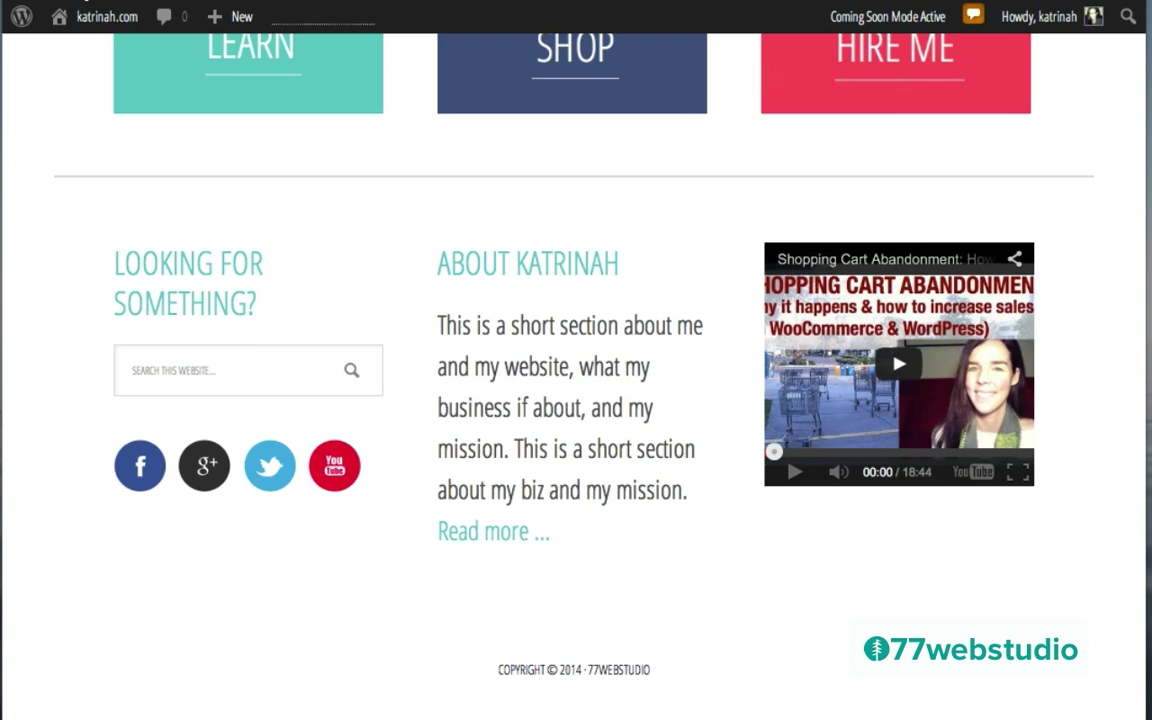 katrinah.com 0 New Coming Soon Mode Active Howdy, katrinah
LEARN SHOP HIRE ME
LOOKING FOR
SOMETHING?
SEARCH THIS WEBSITE...
f g+ You Tube
ABOUT KATRINAH
This is a short section about me
and my website, what my
business if about, and my
mission. This is a short section
about my biz and my mission.
Read more ...
Shopping Cart Abandonment: How
HOPPING CART ABANDONMEN
y it happens & how to increase sales
WooCommerce & WordPress)
00:00 / 18:44 YouTube
77webstudio
COPYRIGHT © 2014 · 77WEBSTUDIO